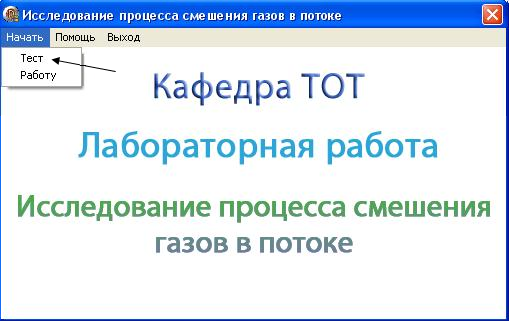 Исследование процесса смешения газов в потоке
Начать Помощь Выход
Тест
Работу
Кафедра ТОТ
Лабораторная работа
Исследование процесса смешения
газов в потоке